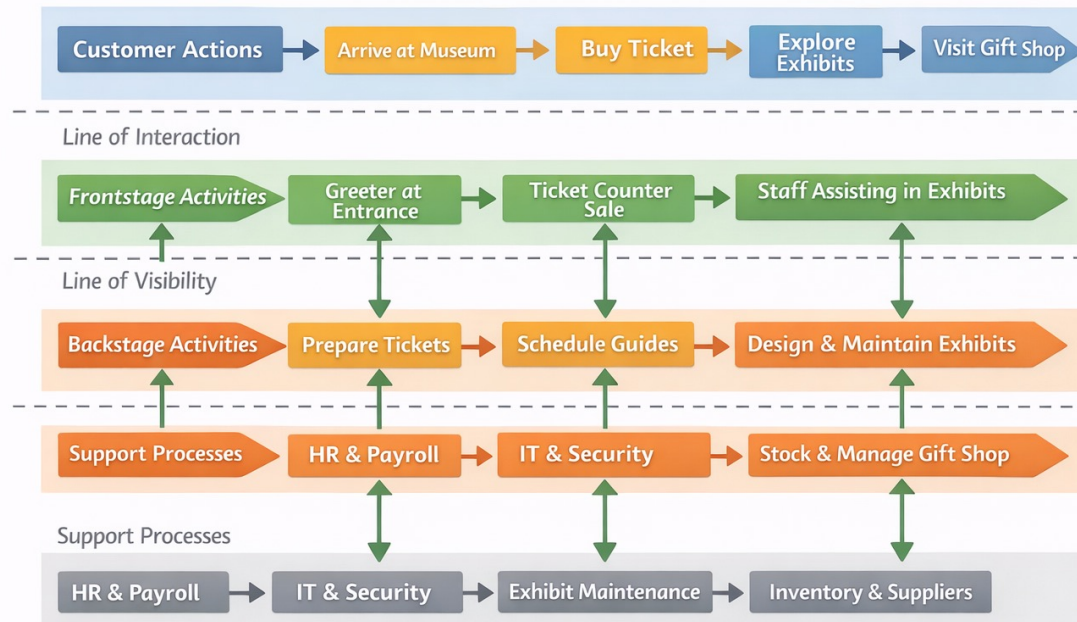 Customer Actions
Arrive at Museum
Buy Ticket
Explore
Exhibits
Visit Gift Shop
Line of Interaction
Frontstage Activities
Greeter at
Entrance
Ticket Counter
Sale
Staff Assisting in Exhibits
Line of Visibility
Backstage Activities
Prepare Tickets
Schedule Guides
Design & Maintain Exhibits
Support Processes
HR & Payroll
IT & Security
Stock & Manage Gift Shop
Support Processes
HR & Payroll
IT & Security
Exhibit Maintenance
Inventory & Suppliers